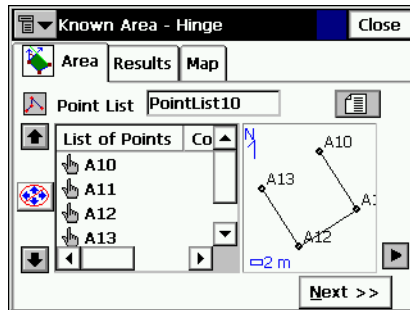 Known Area - Hinge Close
Area Results Map
Point List PointList10
List of Points Co
A10
A11
A12
A13
N
A10
A13
A1
A12
2 m
Next >>